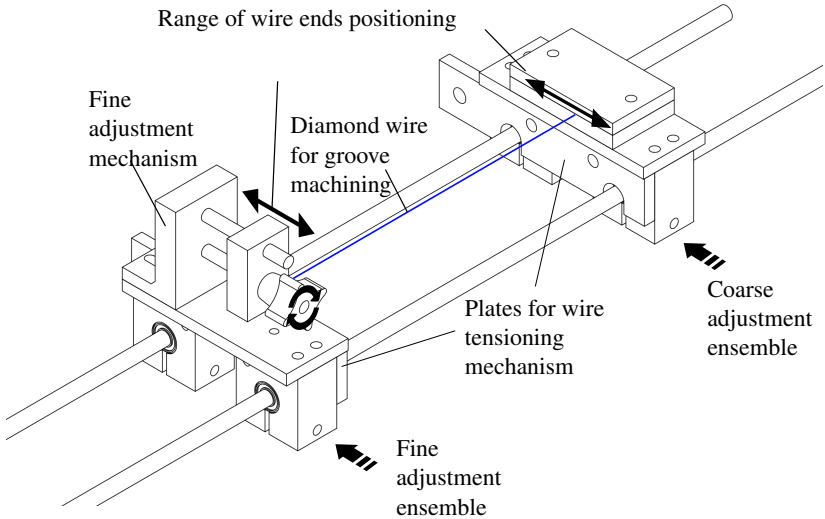 Range of wire ends positioning
Fine
adjustment
mechanism
Diamond wire
for groove
machining
Plates for wire
tensioning
mechanism
Coarse
adjustment
ensemble
Fine
adjustment
ensemble